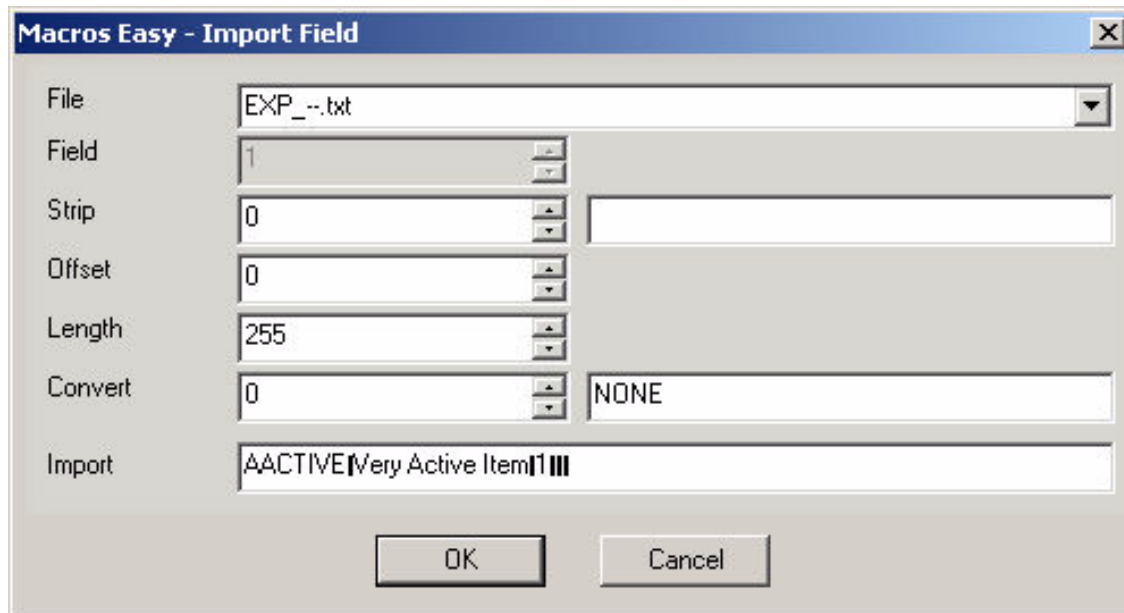 Macros Easy - Import Field
File EXP_--.txt
Field 1
Strip 0
Offset 0
Length 255
Convert 0 NONE
Import AACTIVE|Very Active Item|1|||
OK Cancel